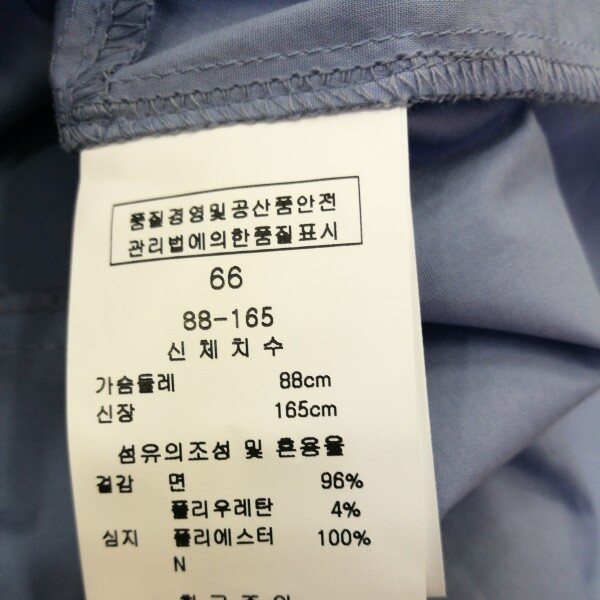 품질경영및공산품안전
관리법에의한품질표시
66
88-165
신체치수
가슴둘레 88cm
신장 165cm
섬유의조성 및 혼용율
겉감 면 96%
폴리우레탄 4%
심지 폴리에스터 100%
N